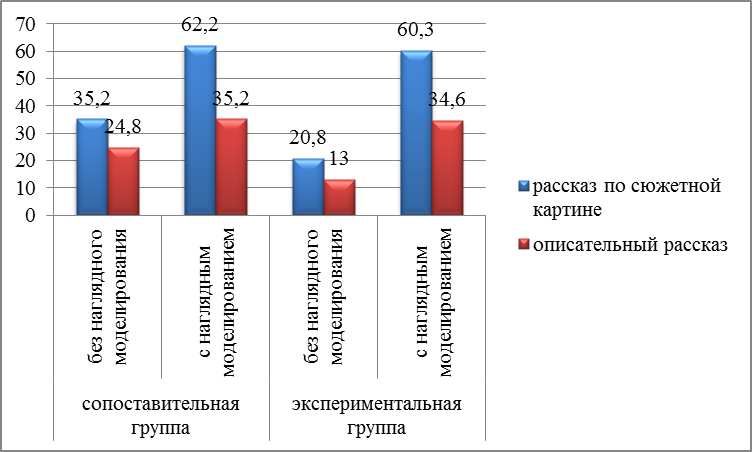 70
60
50
40
30
20
10
0
35,2
24,8
62,2
35,2
20,8
13
60,3
34,6
без наглядного
моделирования
с наглядным
моделированием
без наглядного
моделирования
с наглядным
моделированием
сопоставительная
группа
экспериментальная
группа
рассказ по сюжетной
картине
описательный рассказ